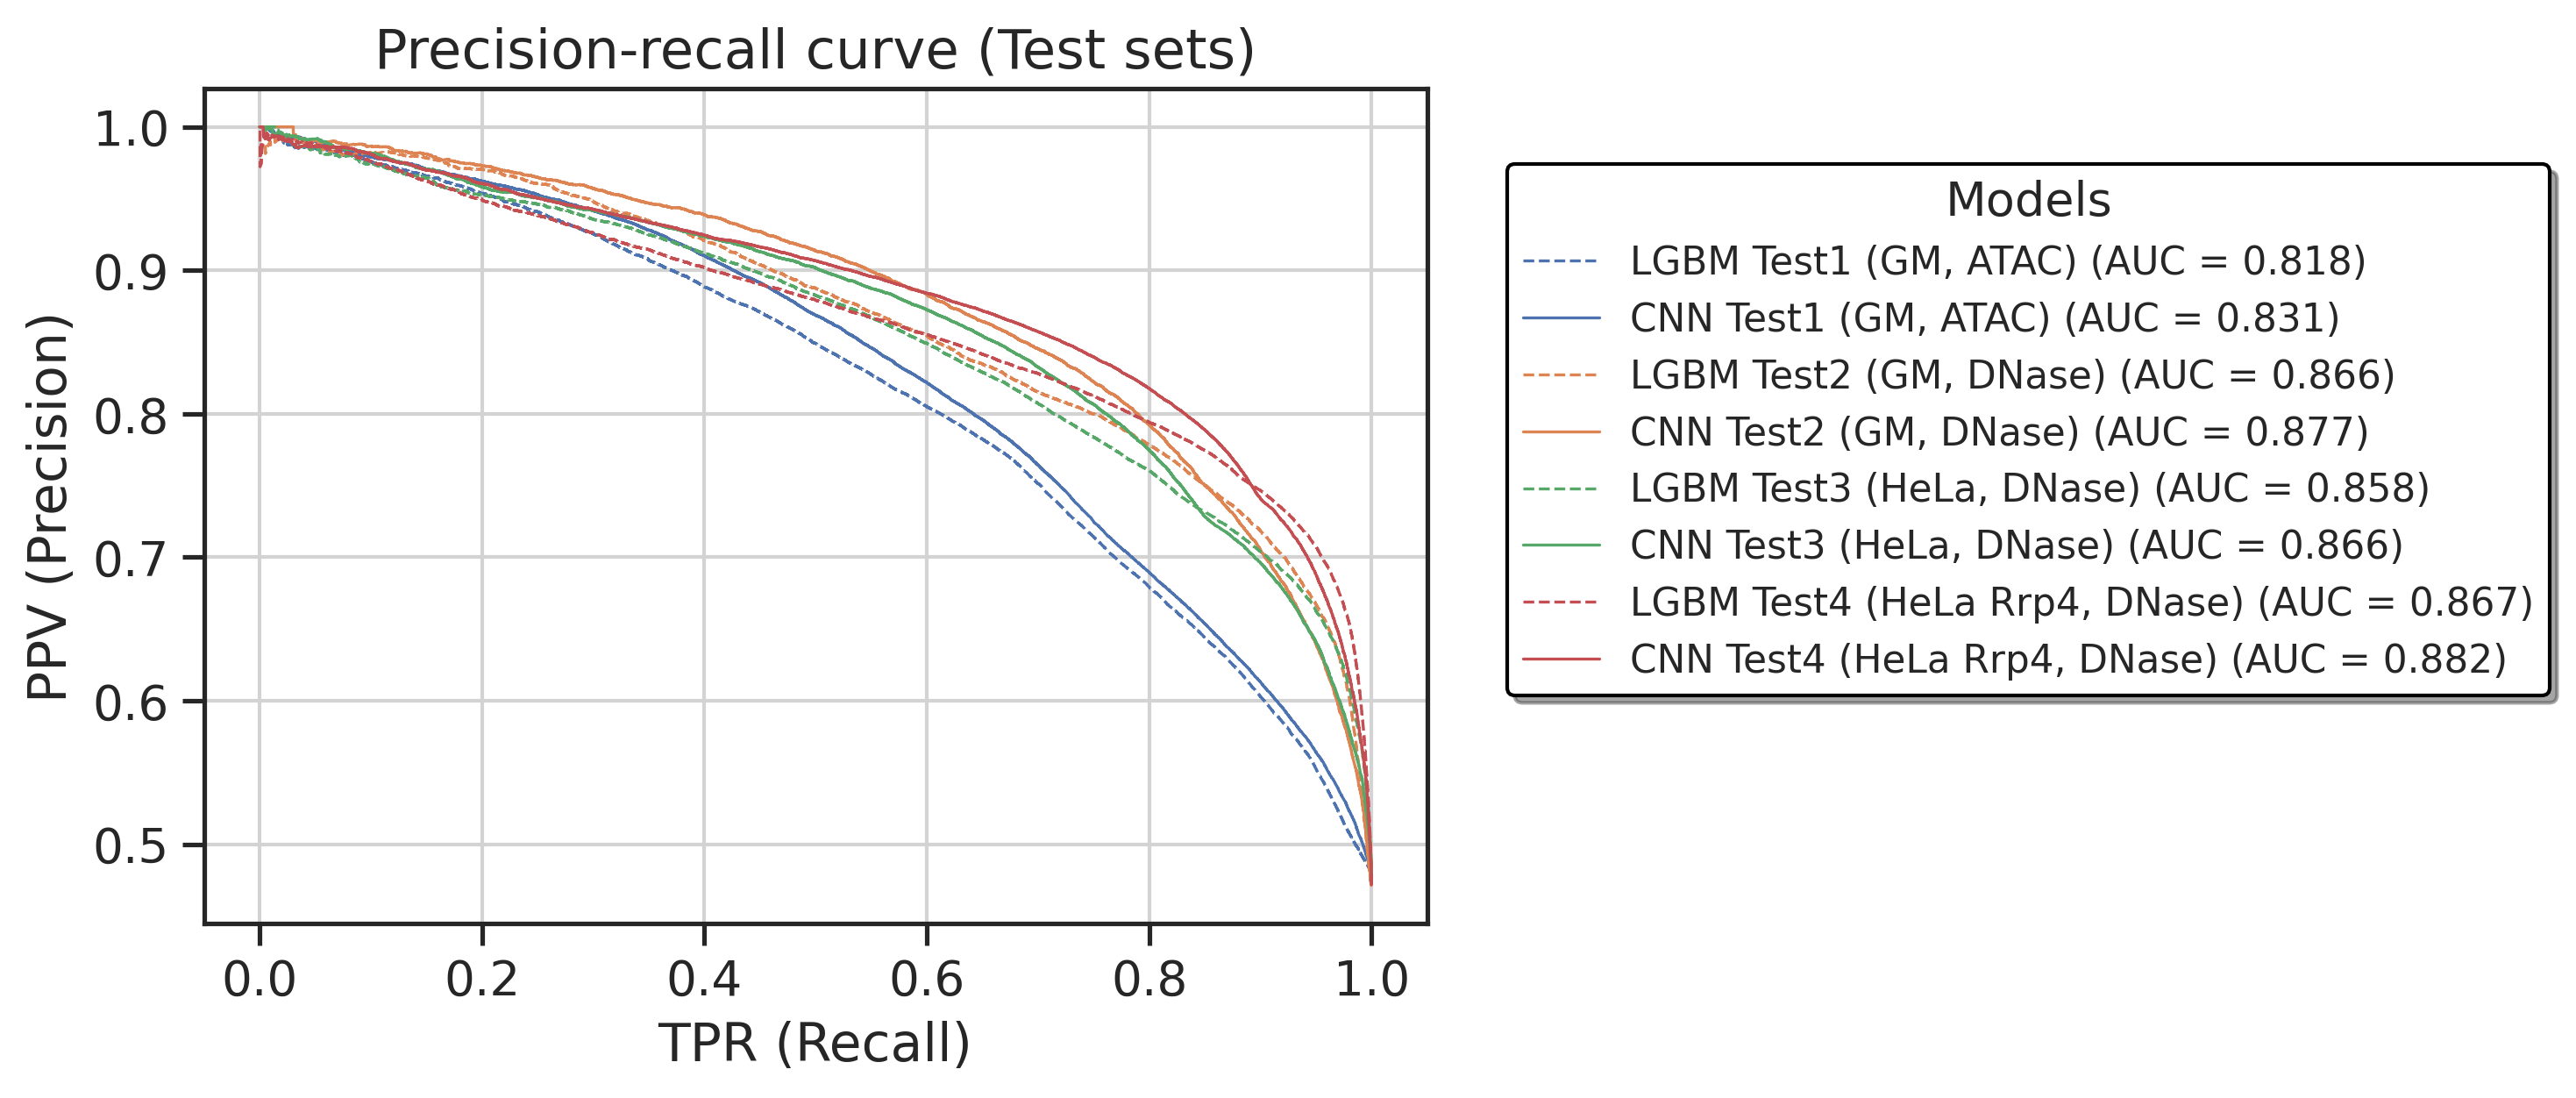 Precision-recall curve (Test sets)
1.0
0.9
0.8
0.7
0.6
0.5
PPV (Precision)
0.0 0.2 0.4 0.6 0.8 1.0
TPR (Recall)
Models
LGBM Test1 (GM, ATAC) (AUC = 0.818)
CNN Test1 (GM, ATAC) (AUC = 0.831)
LGBM Test2 (GM, DNase) (AUC = 0.866)
CNN Test2 (GM, DNase) (AUC = 0.877)
LGBM Test3 (HeLa, DNase) (AUC = 0.858)
CNN Test3 (HeLa, DNase) (AUC = 0.866)
LGBM Test4 (HeLa Rrp4, DNase) (AUC = 0.867)
CNN Test4 (HeLa Rrp4, DNase) (AUC = 0.882)